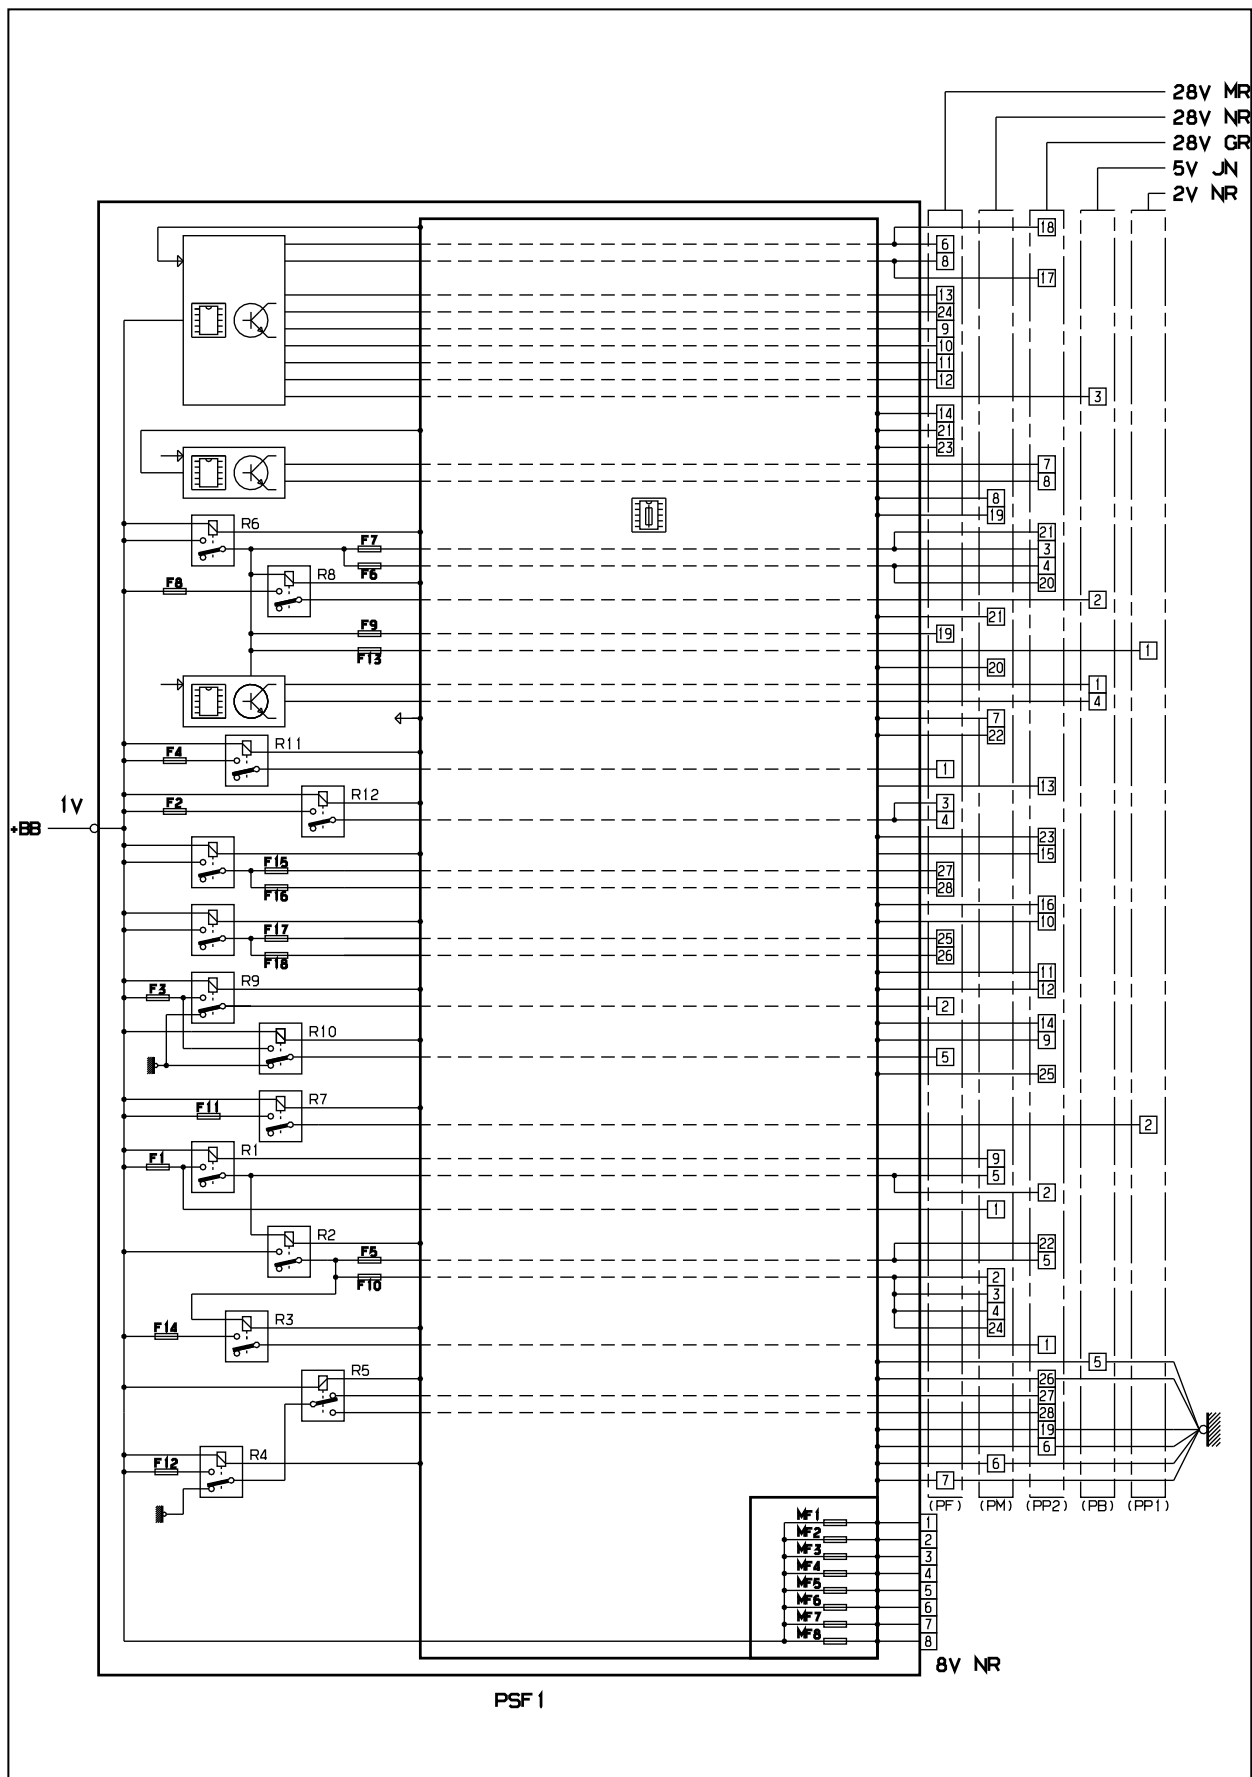 28V MR
28V NR
28V GR
5V JN
2V NR
18
6
8
17
13
24
9
10
11
12
3
14
21
23
7
8
8
19
R6
21
F7
3
F6
4
R8
20
F8
2
21
F9
19
F13
1
20
1
4
7
22
R11
F4
1
13
R12
F2
3
4
1V
+BB
23
15
F15
27
F16
28
16
10
F17
25
F18
26
11
R9
12
F3
2
14
R10
9
5
25
R7
F11
2
R1
9
F1
5
2
1
R2
22
F5
5
F10
2
3
4
R3
24
F14
1
5
R5
26
27
28
19
6
R4
F12
6
7
(PF) (PM) (PP2) (PB) (PP1)
MF1 1
MF2 2
MF3 3
MF4 4
MF5 5
MF6 6
MF7 7
MF8 8
8V NR
PSF1